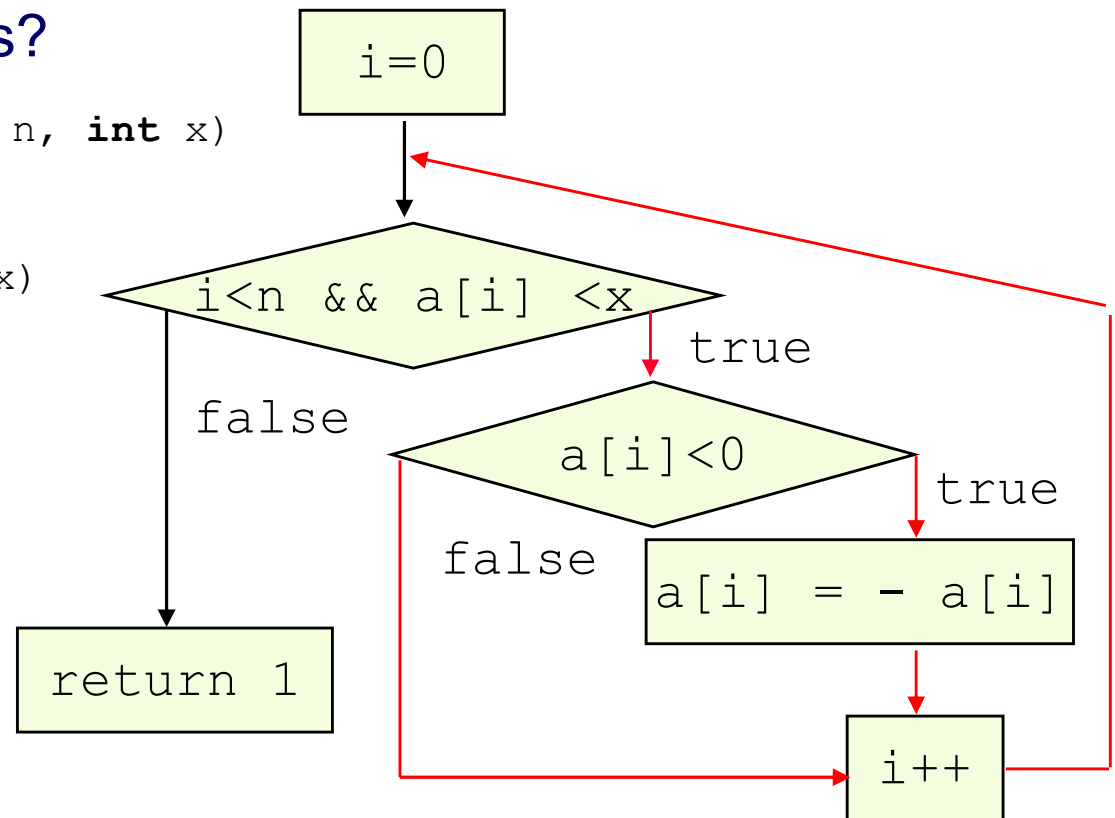 s?
i=0
n, int x)
x)
i<n && a[i] <x
true
false
a[i]<0
true
false
a[i] = - a[i]
return 1
i++